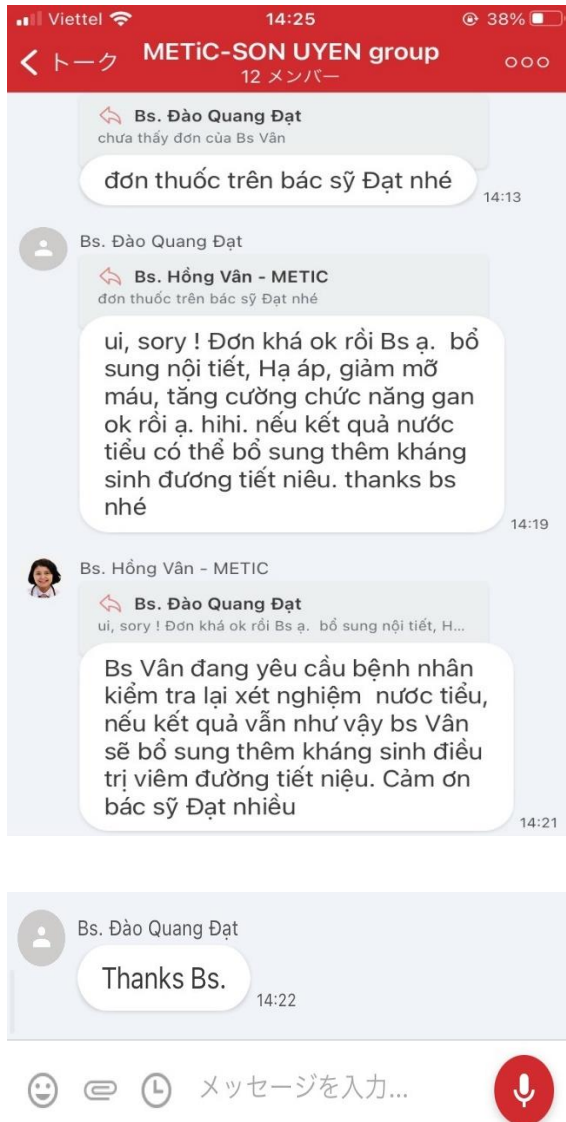 Viettel 14:25 38%
トーク METiC-SON UYEN group
12 メンバー
Bs. Đào Quang Đạt
chưa thấy đơn của Bs Vân
đơn thuốc trên bác sỹ Đạt nhé
14:13
Bs. Đào Quang Đạt
Bs. Hồng Vân - METIC
đơn thuốc trên bác sỹ Đạt nhé
ui, sory ! Đơn khá ok rồi Bs ạ. bổ
sung nội tiết, Hạ áp, giảm mỡ
máu, tăng cường chức năng gan
ok rồi ạ. hihi. nếu kết quả nước
tiểu có thể bổ sung thêm kháng
sinh đương tiết niêu. thanks bs
nhé
14:19
Bs. Hồng Vân - METIC
Bs. Đào Quang Đạt
ui, sory ! Đơn khá ok rồi Bs ạ. bổ sung nội tiết, H...
Bs Vân đang yêu cầu bệnh nhân
kiểm tra lại xét nghiệm nươc tiểu,
nếu kết quả vẫn như vậy bs Vân
sẽ bổ sung thêm kháng sinh điều
trị viêm đường tiết niệu. Cảm ơn
bác sỹ Đạt nhiều
14:21
Bs. Đào Quang Đạt
Thanks Bs.
14:22
メッセージを入力...